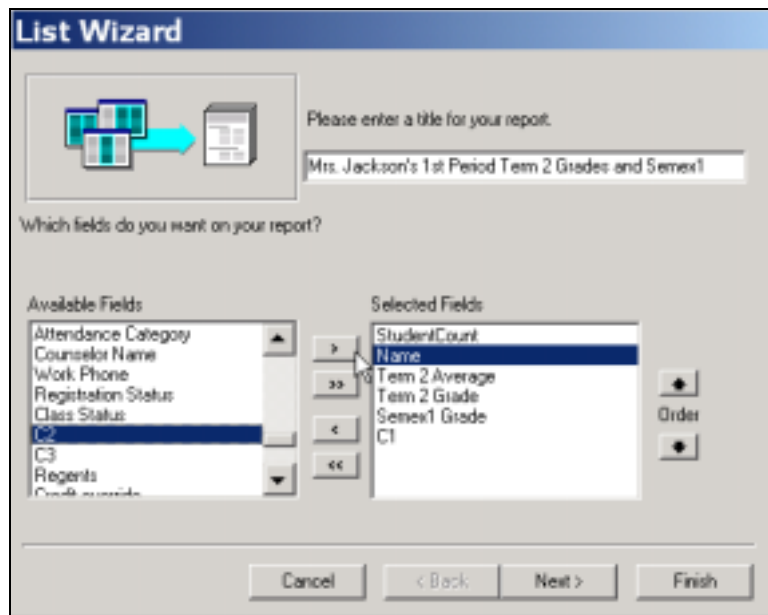 List Wizard
Please enter a title for your report.
Mrs. Jackson's 1st Period Term 2 Grades and Semex1
Which fields do you want on your report?
Available Fields
Attendance Category
Counselor Name
Work Phone
Registration Status
Class Status
C2
C3
Regents
Credit override
>
>>
<
<<
Selected Fields
StudentCount
Name
Term 2 Average
Term 2 Grade
Semex1 Grade
C1
Order
Cancel
< Back
Next >
Finish